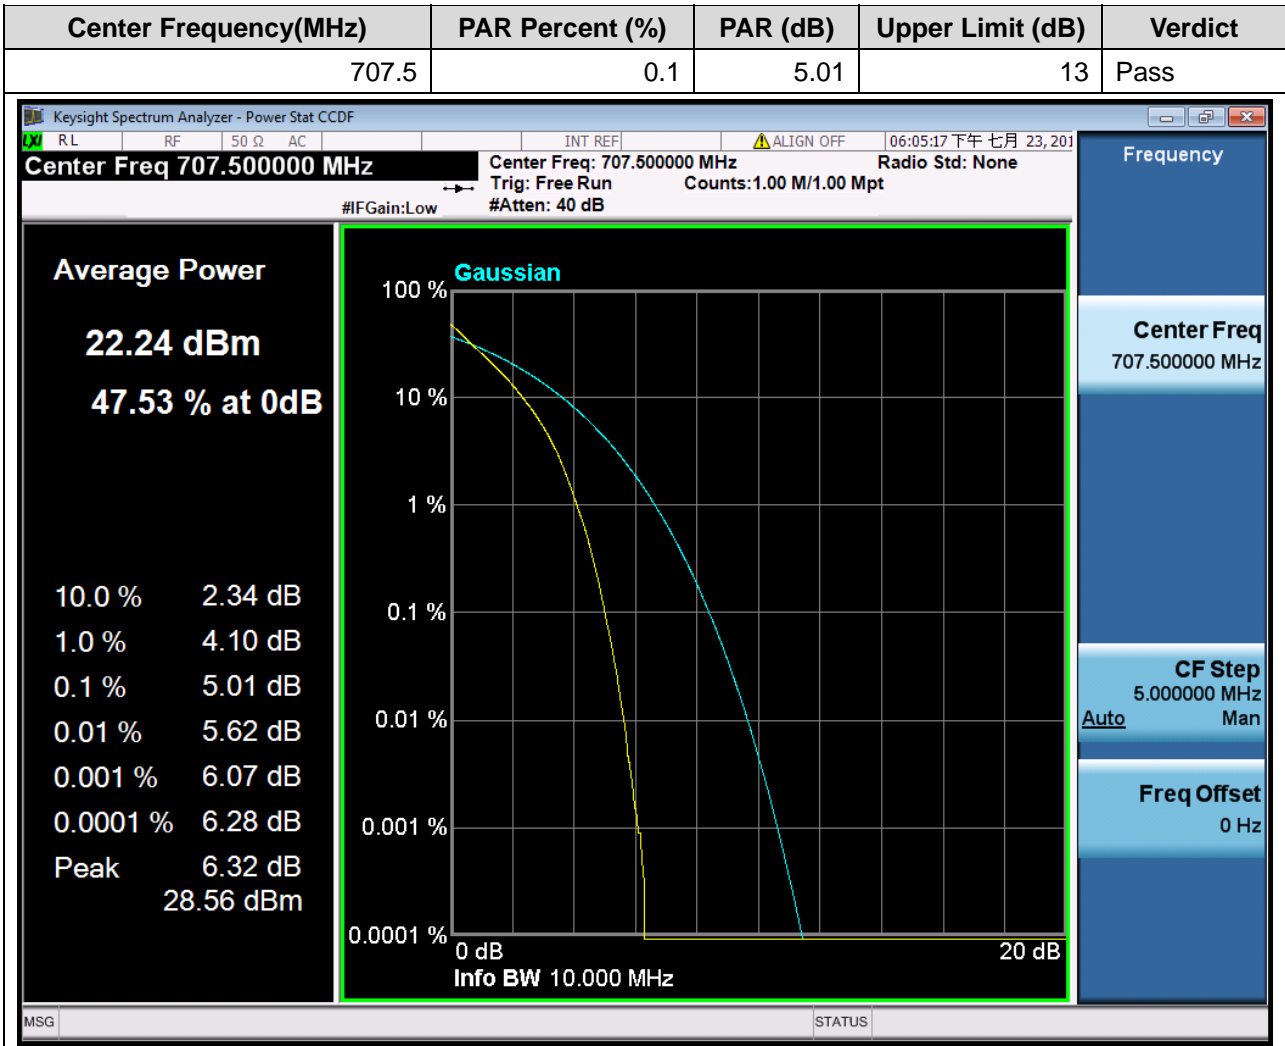 Center Frequency(MHz) PAR Percent (%) PAR (dB) Upper Limit (dB) Verdict
707.5 0.1 5.01 13 Pass
Keysight Spectrum Analyzer - Power Stat CCDF
LXI RL RF 50 Ω AC INT REF ALIGN OFF 06:05:17 下午 七月 23, 201
Center Freq 707.500000 MHz
Center Freq: 707.500000 MHz Radio Std: None
Trig: Free Run Counts:1.00 M/1.00 Mpt
#IFGain:Low #Atten: 40 dB
Frequency
Average Power
22.24 dBm
47.53 % at 0dB
10.0 % 2.34 dB
1.0 % 4.10 dB
0.1 % 5.01 dB
0.01 % 5.62 dB
0.001 % 6.07 dB
0.0001 % 6.28 dB
Peak 6.32 dB
28.56 dBm
Gaussian
100 %
10 %
1 %
0.1 %
0.01 %
0.001 %
0.0001 %
0 dB 20 dB
Info BW 10.000 MHz
Center Freq
707.500000 MHz
CF Step
5.000000 MHz
Auto Man
Freq Offset
0 Hz
MSG STATUS